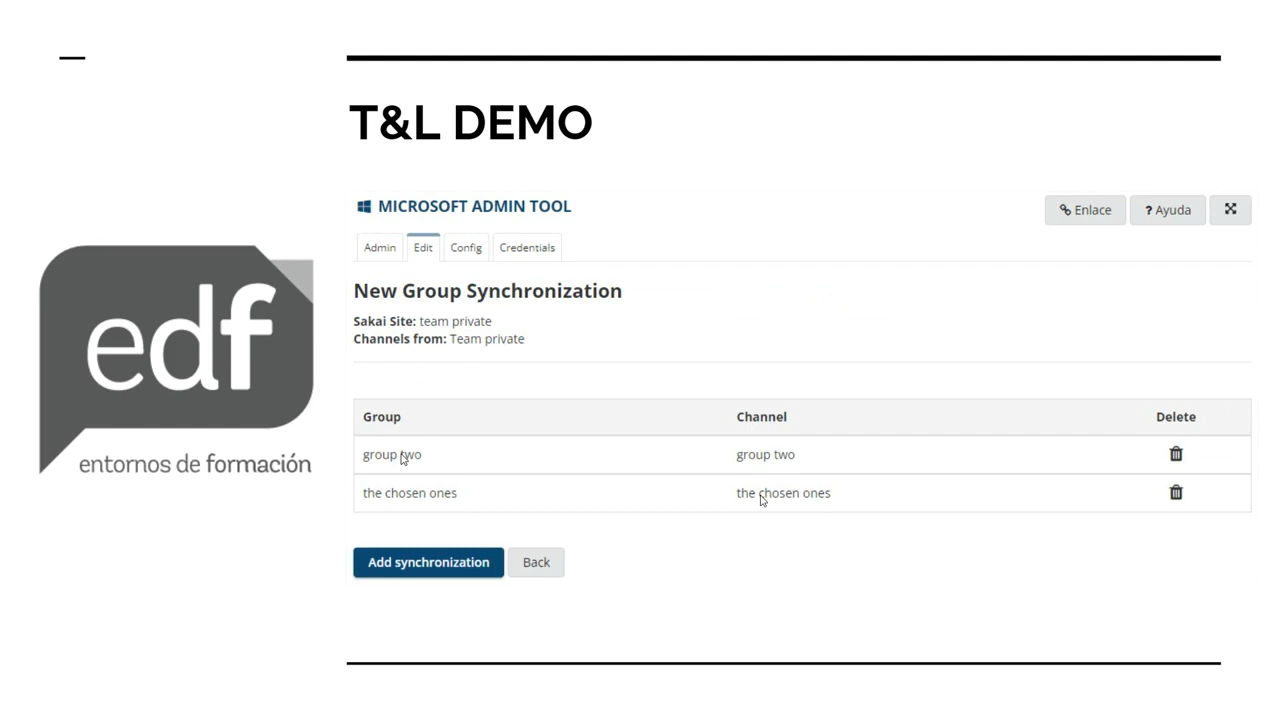 T&L DEMO
MICROSOFT ADMIN TOOL
Enlace
? Ayuda
Admin
Edit
Config
Credentials
New Group Synchronization
Sakai Site: team private
Channels from: Team private
Group Channel Delete
group two group two
the chosen ones the chosen ones
Add synchronization
Back
edf
entornos de formación